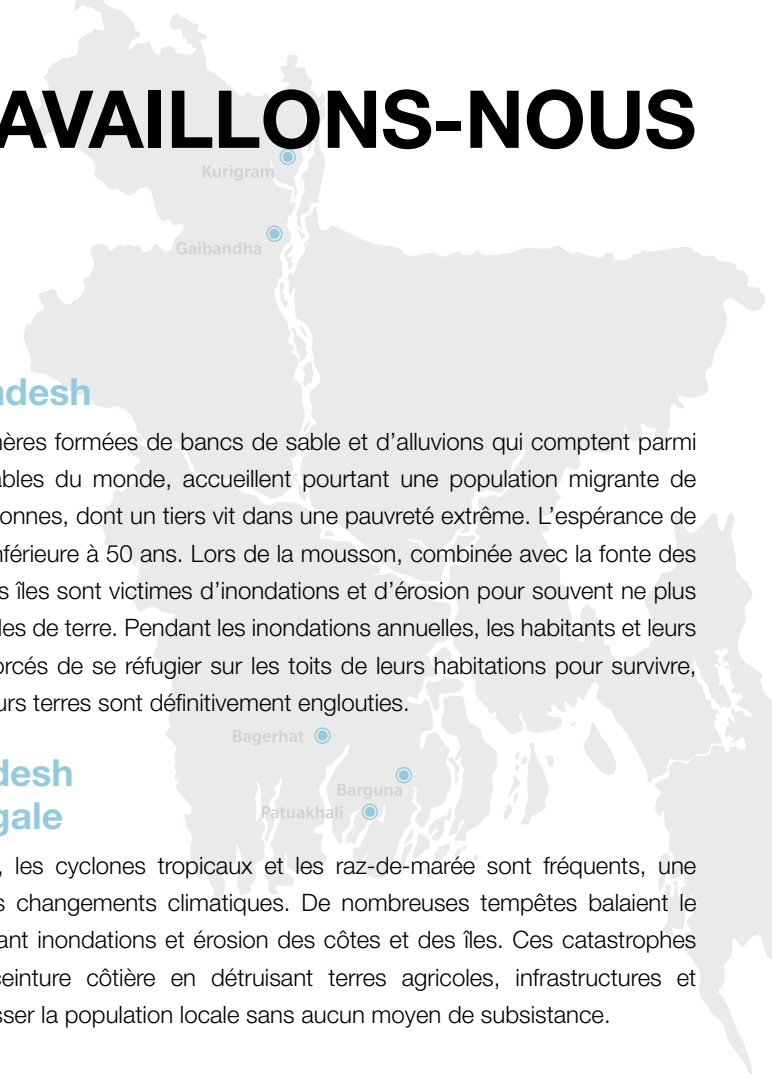 AVAILLONS-NOUS
Kurigram
Gaibandha
adesh
nères formées de bancs de sable et d'alluvions qui comptent parmi
ables du monde, accueillent pourtant une population migrante de
onnes, dont un tiers vit dans une pauvreté extrême. L'espérance de
nférieure à 50 ans. Lors de la mousson, combinée avec la fonte des
s îles sont victimes d'inondations et d'érosion pour souvent ne plus
les de terre. Pendant les inondations annuelles, les habitants et leurs
orcés de se réfugier sur les toits de leurs habitations pour survivre,
urs terres sont définitivement englouties.
Bagerhat
desh
Barguna
gale
Patuakhali
, les cyclones tropicaux et les raz-de-marée sont fréquents, une
s changements climatiques. De nombreuses tempêtes balaient le
ant inondations et érosion des côtes et des îles. Ces catastrophes
ceinture côtière en détruisant terres agricoles, infrastructures et
sser la population locale sans aucun moyen de subsistance.